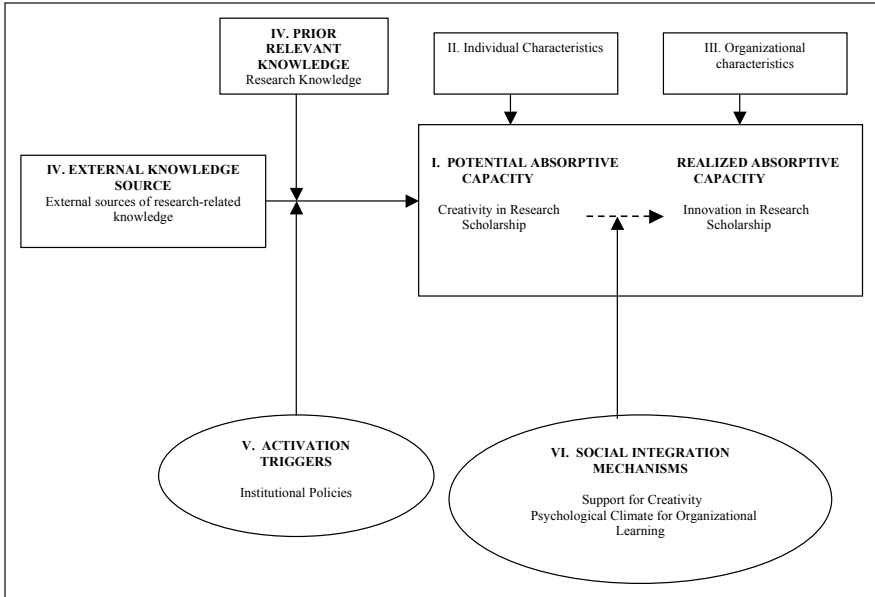 IV. PRIOR
RELEVANT
KNOWLEDGE
Research Knowledge
II. Individual Characteristics
III. Organizational
characteristics
IV. EXTERNAL KNOWLEDGE
SOURCE
External sources of research-related
knowledge
I. POTENTIAL ABSORPTIVE
CAPACITY
Creativity in Research
Scholarship
REALIZED ABSORPTIVE
CAPACITY
Innovation in Research
Scholarship
V. ACTIVATION
TRIGGERS
Institutional Policies
VI. SOCIAL INTEGRATION
MECHANISMS
Support for Creativity
Psychological Climate for Organizational
Learning